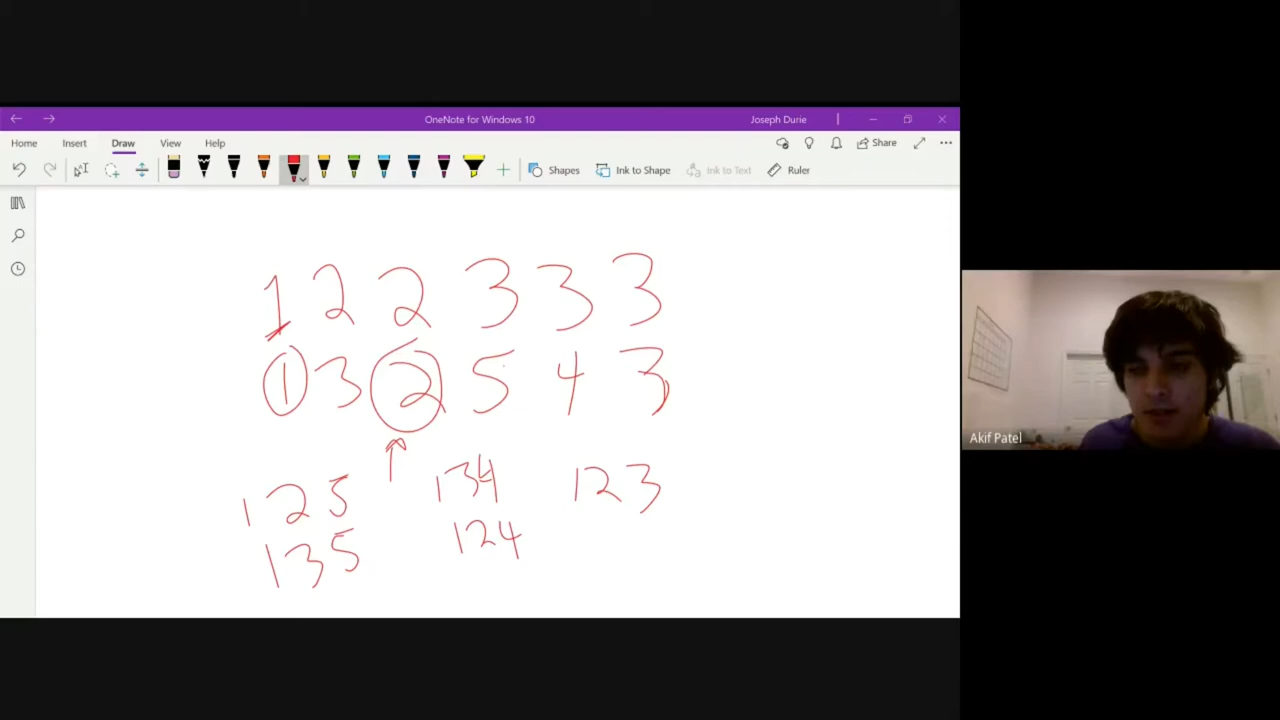 OneNote for Windows 10
Joseph Durie
Home Insert Draw View Help
Share
Shapes Ink to Shape Ink to Text Ruler
1 2 2 3 3 3
1 3 2 5 4 3
1 2 5 1 3 4 1 2 3
1 3 5 1 2 4
Akif Patel